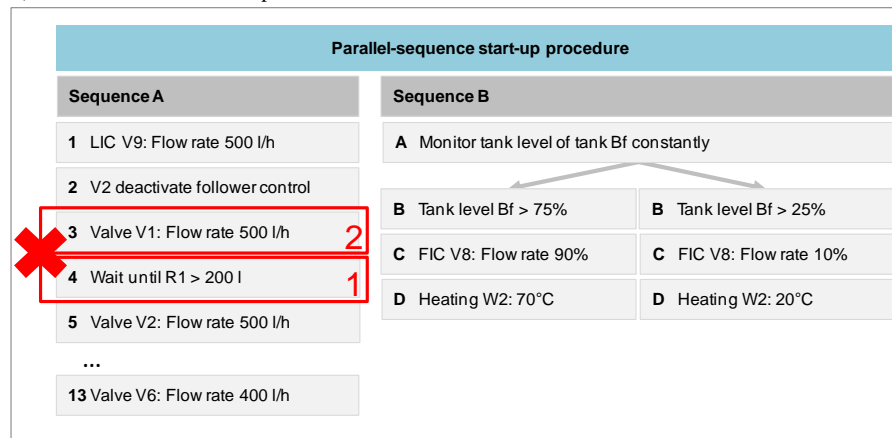 Parallel-sequence start-up procedure
Sequence A
1 LIC V9: Flow rate 500 l/h
2 V2 deactivate follower control
3 Valve V1: Flow rate 500 l/h 2
4 Wait until R1 > 200 l 1
5 Valve V2: Flow rate 500 l/h
...
13 Valve V6: Flow rate 400 l/h
Sequence B
A Monitor tank level of tank Bf constantly
B Tank level Bf > 75%
C FIC V8: Flow rate 90%
D Heating W2: 70°C
B Tank level Bf > 25%
C FIC V8: Flow rate 10%
D Heating W2: 20°C